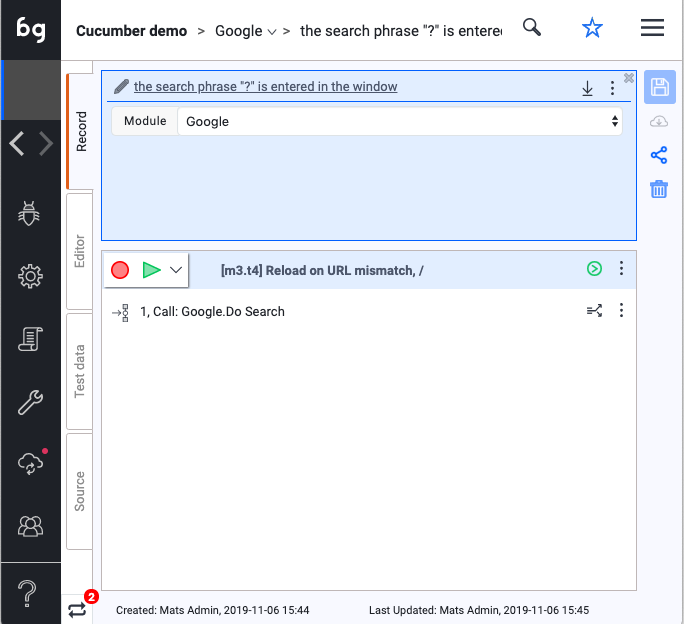 bg
Cucumber demo > Google > the search phrase "?" is entered
Record
Editor
Test data
Source
the search phrase "?" is entered in the window
Module
Google
[m3.t4] Reload on URL mismatch, /
1, Call: Google.Do Search
2
Created: Mats Admin, 2019-11-06 15:44
Last Updated: Mats Admin, 2019-11-06 15:45